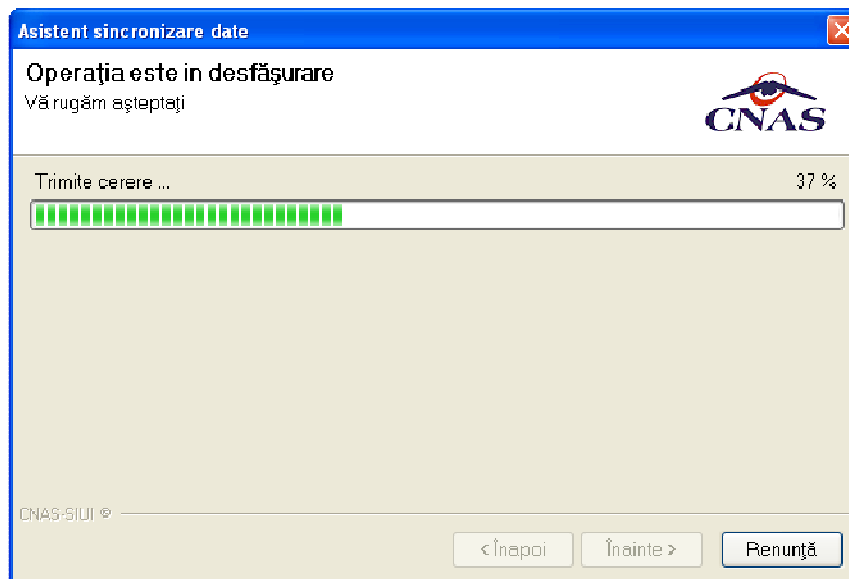 Asistent sincronizare date
Operaţia este in desfăşurare
Vă rugăm aşteptaţi
CNAS
Trimite cerere ... 37 %
CNAS-SIUI ©
< Înapoi Înainte > Renunţă